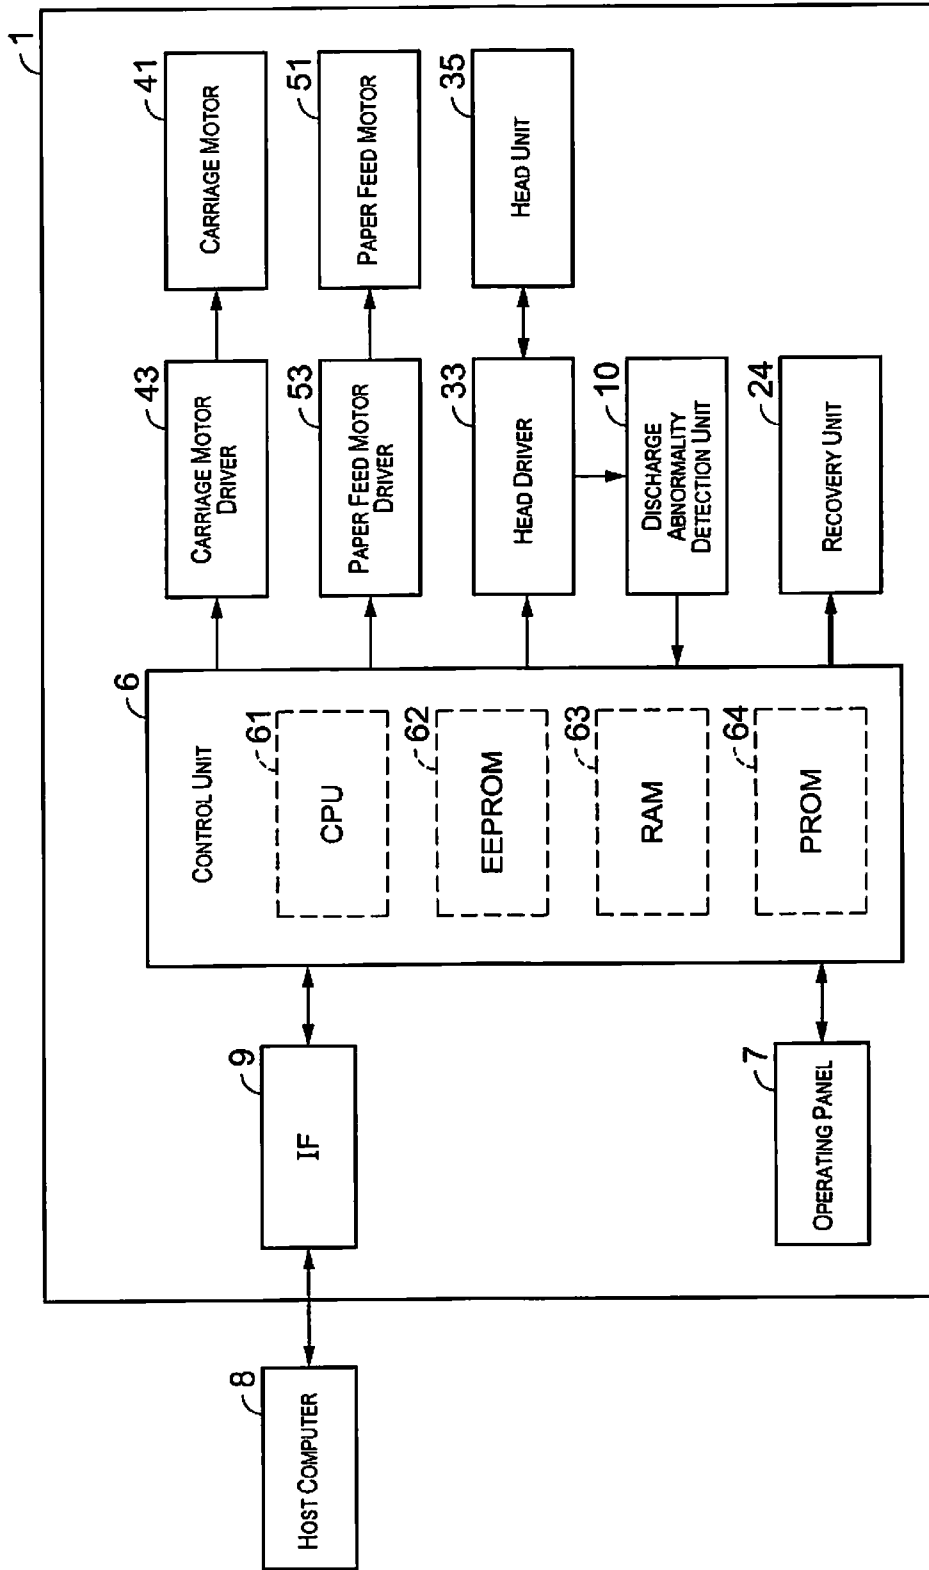 1
8
HOST COMPUTER
9
IF
7
OPERATING PANEL
6
CONTROL UNIT
61
CPU
62
EEPROM
63
RAM
64
PROM
43
CARRIAGE MOTOR
DRIVER
41
CARRIAGE MOTOR
53
PAPER FEED MOTOR
DRIVER
51
PAPER FEED MOTOR
33
HEAD DRIVER
35
HEAD UNIT
10
DISCHARGE
ABNORMALITY
DETECTION UNIT
24
RECOVERY UNIT